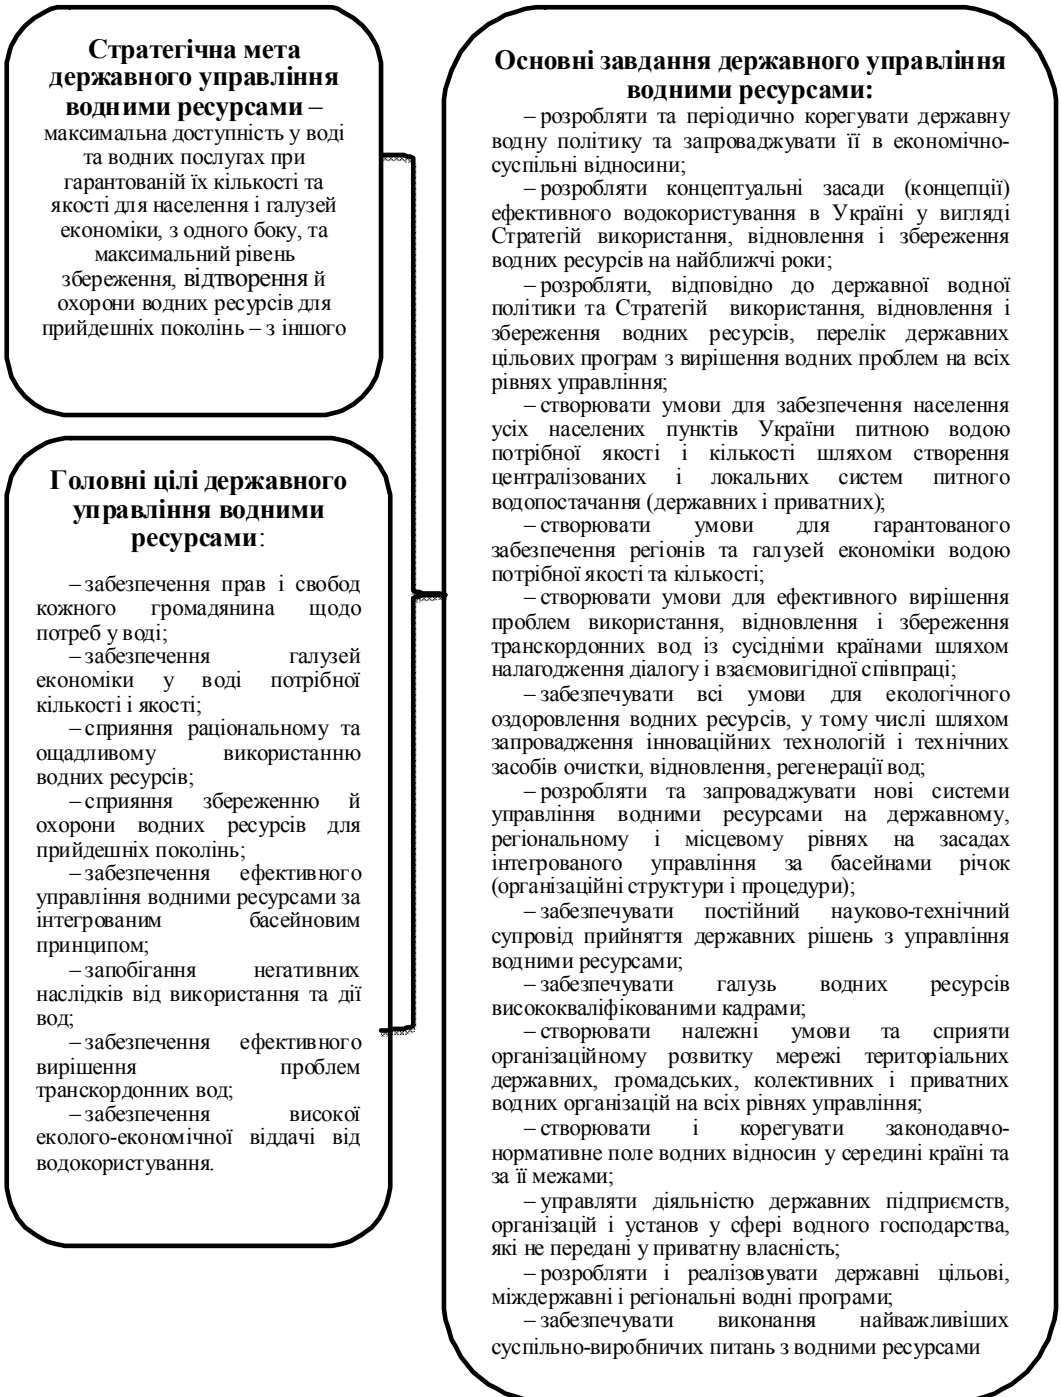 Стратегічна мета
державного управління
водними ресурсами –
максимальна доступність у воді
та водних послугах при
гарантованій їх кількості та
якості для населення і галузей
економіки, з одного боку, та
максимальний рівень
збереження, відтворення й
охорони водних ресурсів для
прийдешніх поколінь – з іншого
Головні цілі державного
управління водними
ресурсами:
– забезпечення прав і свобод
кожного громадянина щодо
потреб у воді;
– забезпечення галузей
економіки у воді потрібної
кількості і якості;
– сприяння раціональному та
ощадливому використанню
водних ресурсів;
– сприяння збереженню й
охорони водних ресурсів для
прийдешніх поколінь;
– забезпечення ефективного
управління водними ресурсами за
інтегрованим басейновим
принципом;
– запобігання негативних
наслідків від використання та дії
вод;
– забезпечення ефективного
вирішення проблем
транскордонних вод;
– забезпечення високої
еколого-економічної віддачі від
водокористування.
Основні завдання державного управління
водними ресурсами:
– розробляти та періодично корегувати державну
водну політику та запроваджувати її в економічно-
суспільні відносини;
– розробляти концептуальні засади (концепції)
ефективного водокористування в Україні у вигляді
Стратегій використання, відновлення і збереження
водних ресурсів на найближчі роки;
– розробляти, відповідно до державної водної
політики та Стратегій використання, відновлення і
збереження водних ресурсів, перелік державних
цільових програм з вирішення водних проблем на всіх
рівнях управління;
– створювати умови для забезпечення населення
усіх населених пунктів України питною водою
потрібної якості і кількості шляхом створення
централізованих і локальних систем питного
водопостачання (державних і приватних);
– створювати умови для гарантованого
забезпечення регіонів та галузей економіки водою
потрібної якості та кількості;
– створювати умови для ефективного вирішення
проблем використання, відновлення і збереження
транскордонних вод із сусідніми країнами шляхом
налагодження діалогу і взаємовигідної співпраці;
– забезпечувати всі умови для екологічного
оздоровлення водних ресурсів, у тому числі шляхом
запровадження інноваційних технологій і технічних
засобів очистки, відновлення, регенерації вод;
– розробляти та запроваджувати нові системи
управління водними ресурсами на державному,
регіональному і місцевому рівнях на засадах
інтегрованого управління за басейнами річок
(організаційні структури і процедури);
– забезпечувати постійний науково-технічний
супровід прийняття державних рішень з управління
водними ресурсами;
– забезпечувати галузь водних ресурсів
висококваліфікованими кадрами;
– створювати належні умови та сприяти
організаційному розвитку мережі територіальних
державних, громадських, колективних і приватних
водних організацій на всіх рівнях управління;
– створювати і корегувати законодавчо-
нормативне поле водних відносин у середині країні та
за її межами;
– управляти діяльністю державних підприємств,
організацій і установ у сфері водного господарства,
які не передані у приватну власність;
– розробляти і реалізовувати державні цільові,
міждержавні і регіональні водні програми;
– забезпечувати виконання найважливіших
суспільно-виробничих питань з водними ресурсами